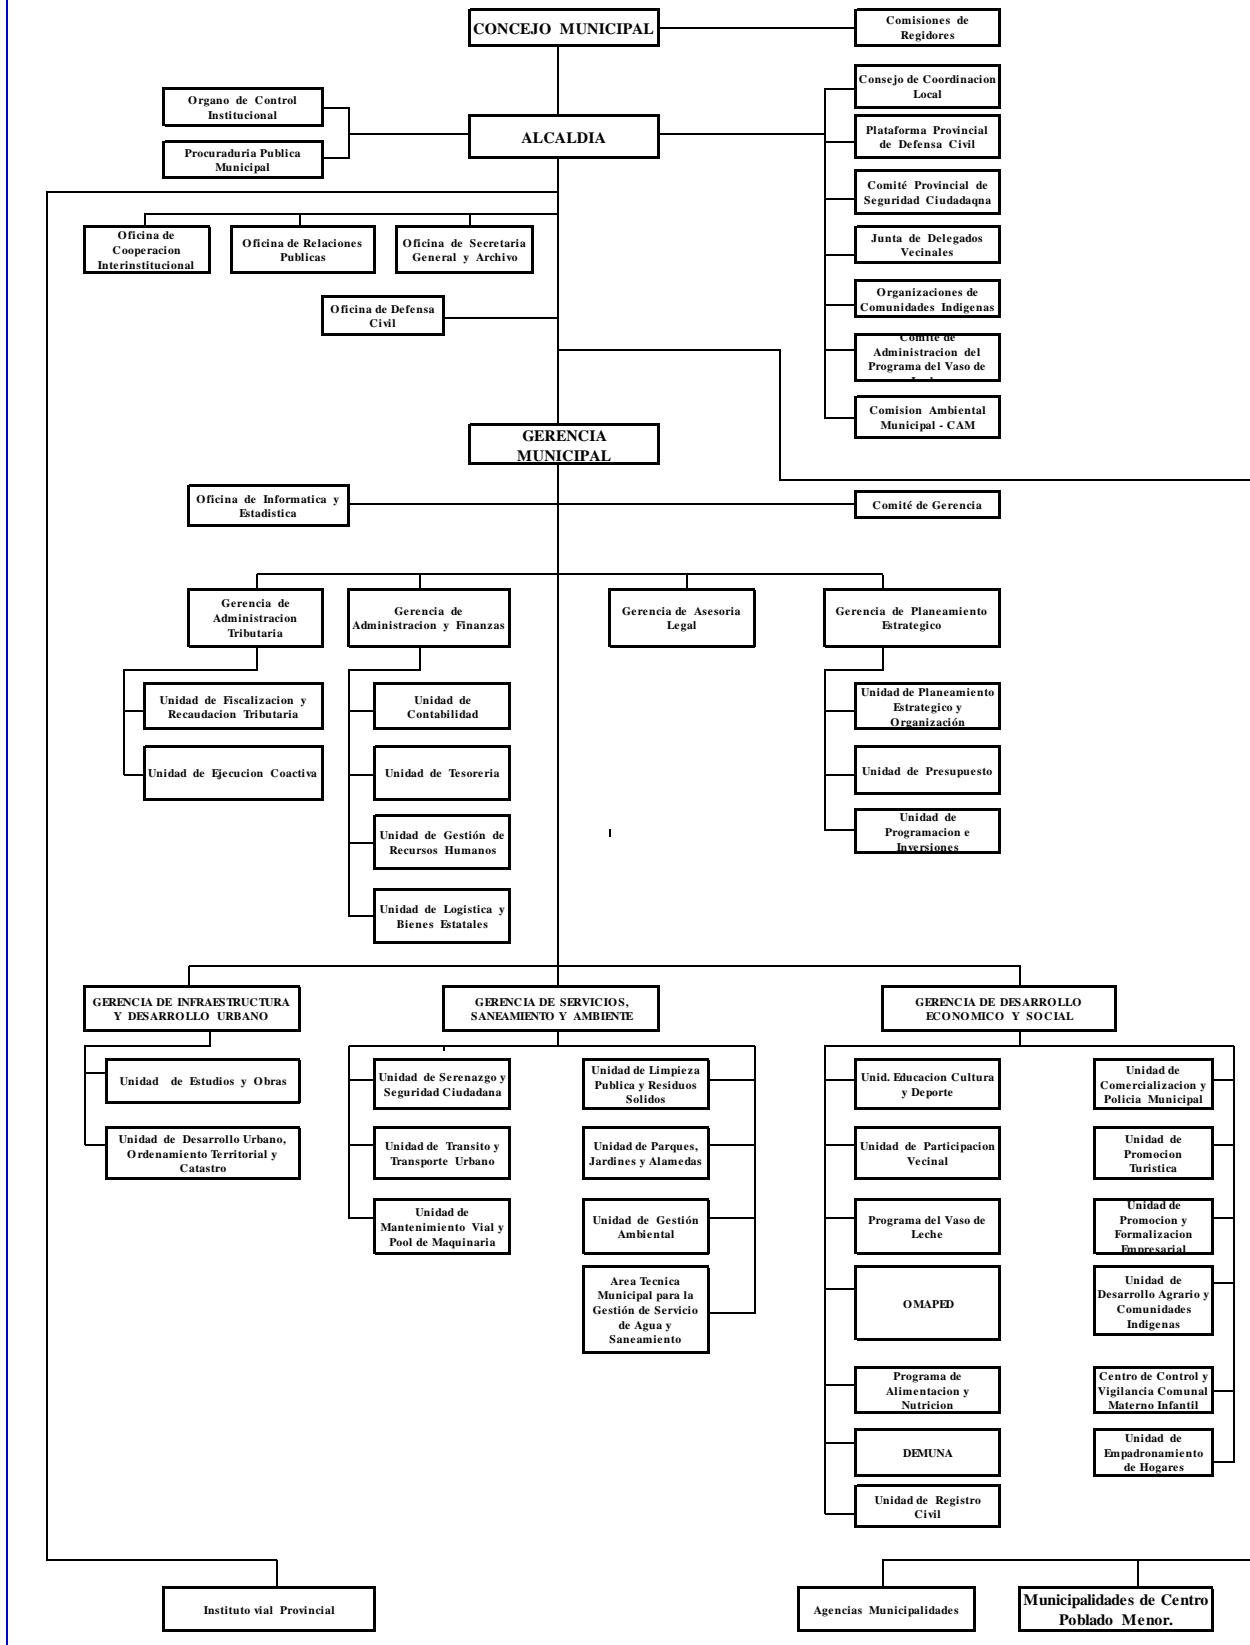 CONCEJO MUNICIPAL
Comisiones de
Regidores
Consejo de Coordinacion
Local
Organo de Control
Institucional
ALCALDIA
Plataforma Provincial
de Defensa Civil
Procuraduria Publica
Municipal
Comité Provincial de
Seguridad Ciudadaqna
Oficina de
Cooperacion
Interinstitucional
Oficina de Relaciones
Publicas
Oficina de Secretaria
General y Archivo
Junta de Delegados
Vecinales
Organizaciones de
Comunidades Indigenas
Oficina de Defensa
Civil
Comite de
Administracion del
Programa del Vaso de
Comision Ambiental
Municipal - CAM
GERENCIA
MUNICIPAL
Oficina de Informatica y
Estadistica
Comité de Gerencia
Gerencia de
Administracion
Tributaria
Gerencia de
Administracion y Finanzas
Gerencia de Asesoria
Legal
Gerencia de Planeamiento
Estrategico
Unidad de Fiscalizacion y
Recaudacion Tributaria
Unidad de
Contabilidad
Unidad de Planeamiento
Estrategico y
Organización
Unidad de Ejecucion Coactiva
Unidad de Tesoreria
Unidad de Presupuesto
Unidad de Gestión de
Recursos Humanos
Unidad de
Programacion e
Inversiones
Unidad de Logistica y
Bienes Estatales
GERENCIA DE INFRAESTRUCTURA
Y DESARROLLO URBANO
GERENCIA DE SERVICIOS,
SANEAMIENTO Y AMBIENTE
GERENCIA DE DESARROLLO
ECONOMICO Y SOCIAL
Unidad de Estudios y Obras
Unidad de Serenazgo y
Seguridad Ciudadana
Unidad de Limpieza
Publica y Residuos
Solidos
Unid. Educacion Cultura
y Deporte
Unidad de
Comercializacion y
Policia Municipal
Unidad de Desarrollo Urbano,
Ordenamiento Territorial y
Catastro
Unidad de Transito y
Transporte Urbano
Unidad de Parques,
Jardines y Alamedas
Unidad de Participacion
Vecinal
Unidad de
Promocion
Turistica
Unidad de
Mantenimiento Vial y
Pool de Maquinaria
Unidad de Gestión
Ambiental
Programa del Vaso de
Leche
Unidad de
Promocion y
Formalizacion
Empresarial
Area Tecnica
Municipal para la
Gestión de Servicio
de Agua y
Saneamiento
OMAPED
Unidad de
Desarrollo Agrario y
Comunidades
Indigenas
Programa de
Alimentacion y
Nutricion
Centro de Control y
Vigilancia Comunal
Materno Infantil
DEMUNA
Unidad de
Empadronamiento
de Hogares
Unidad de Registro
Civil
Instituto vial Provincial
Agencias Municipalidades
Municipalidades de Centro
Poblado Menor.